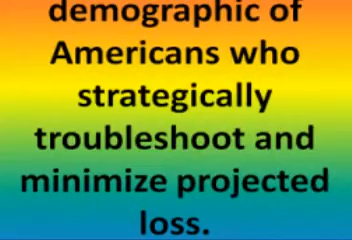 demographic of
Americans who
strategically
troubleshoot and
minimize projected
loss.